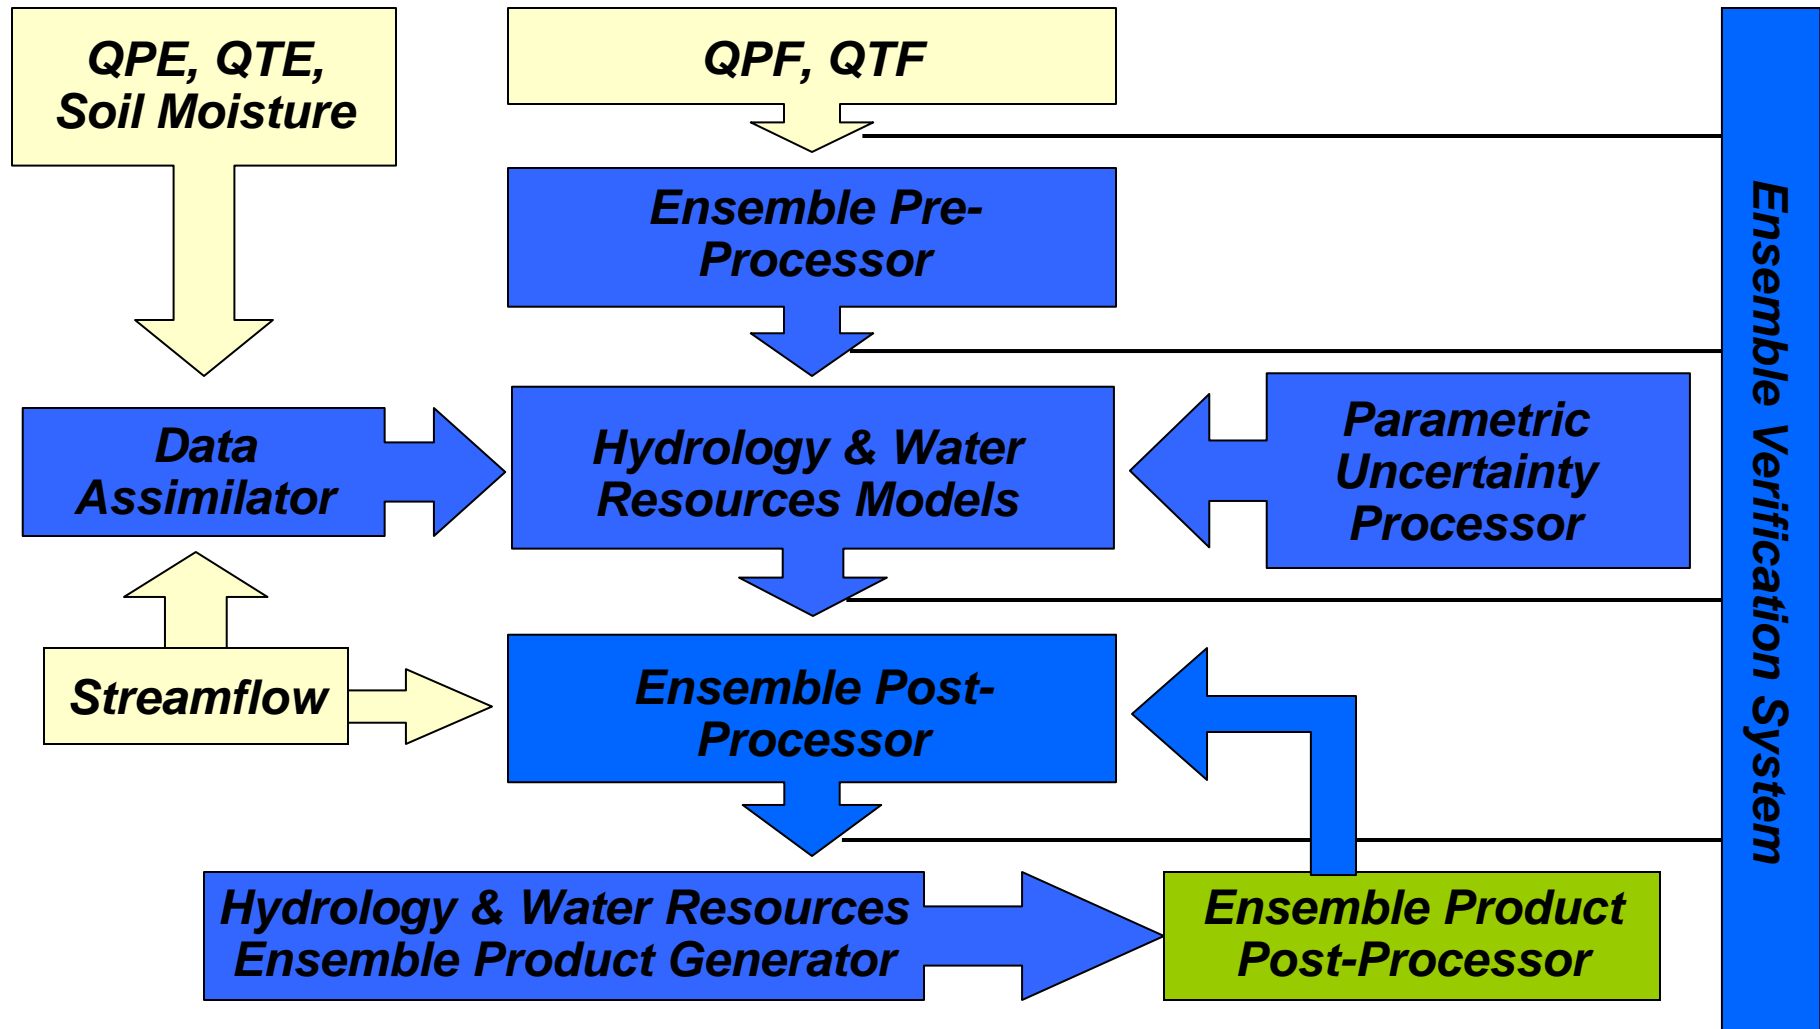 QPE, QTE,
Soil Moisture
QPF, QTF
Ensemble Pre-
Processor
Data
Assimilator
Hydrology & Water
Resources Models
Parametric
Uncertainty
Processor
Streamflow
Ensemble Post-
Processor
Hydrology & Water Resources
Ensemble Product Generator
Ensemble Product
Post-Processor
Ensemble Verification System